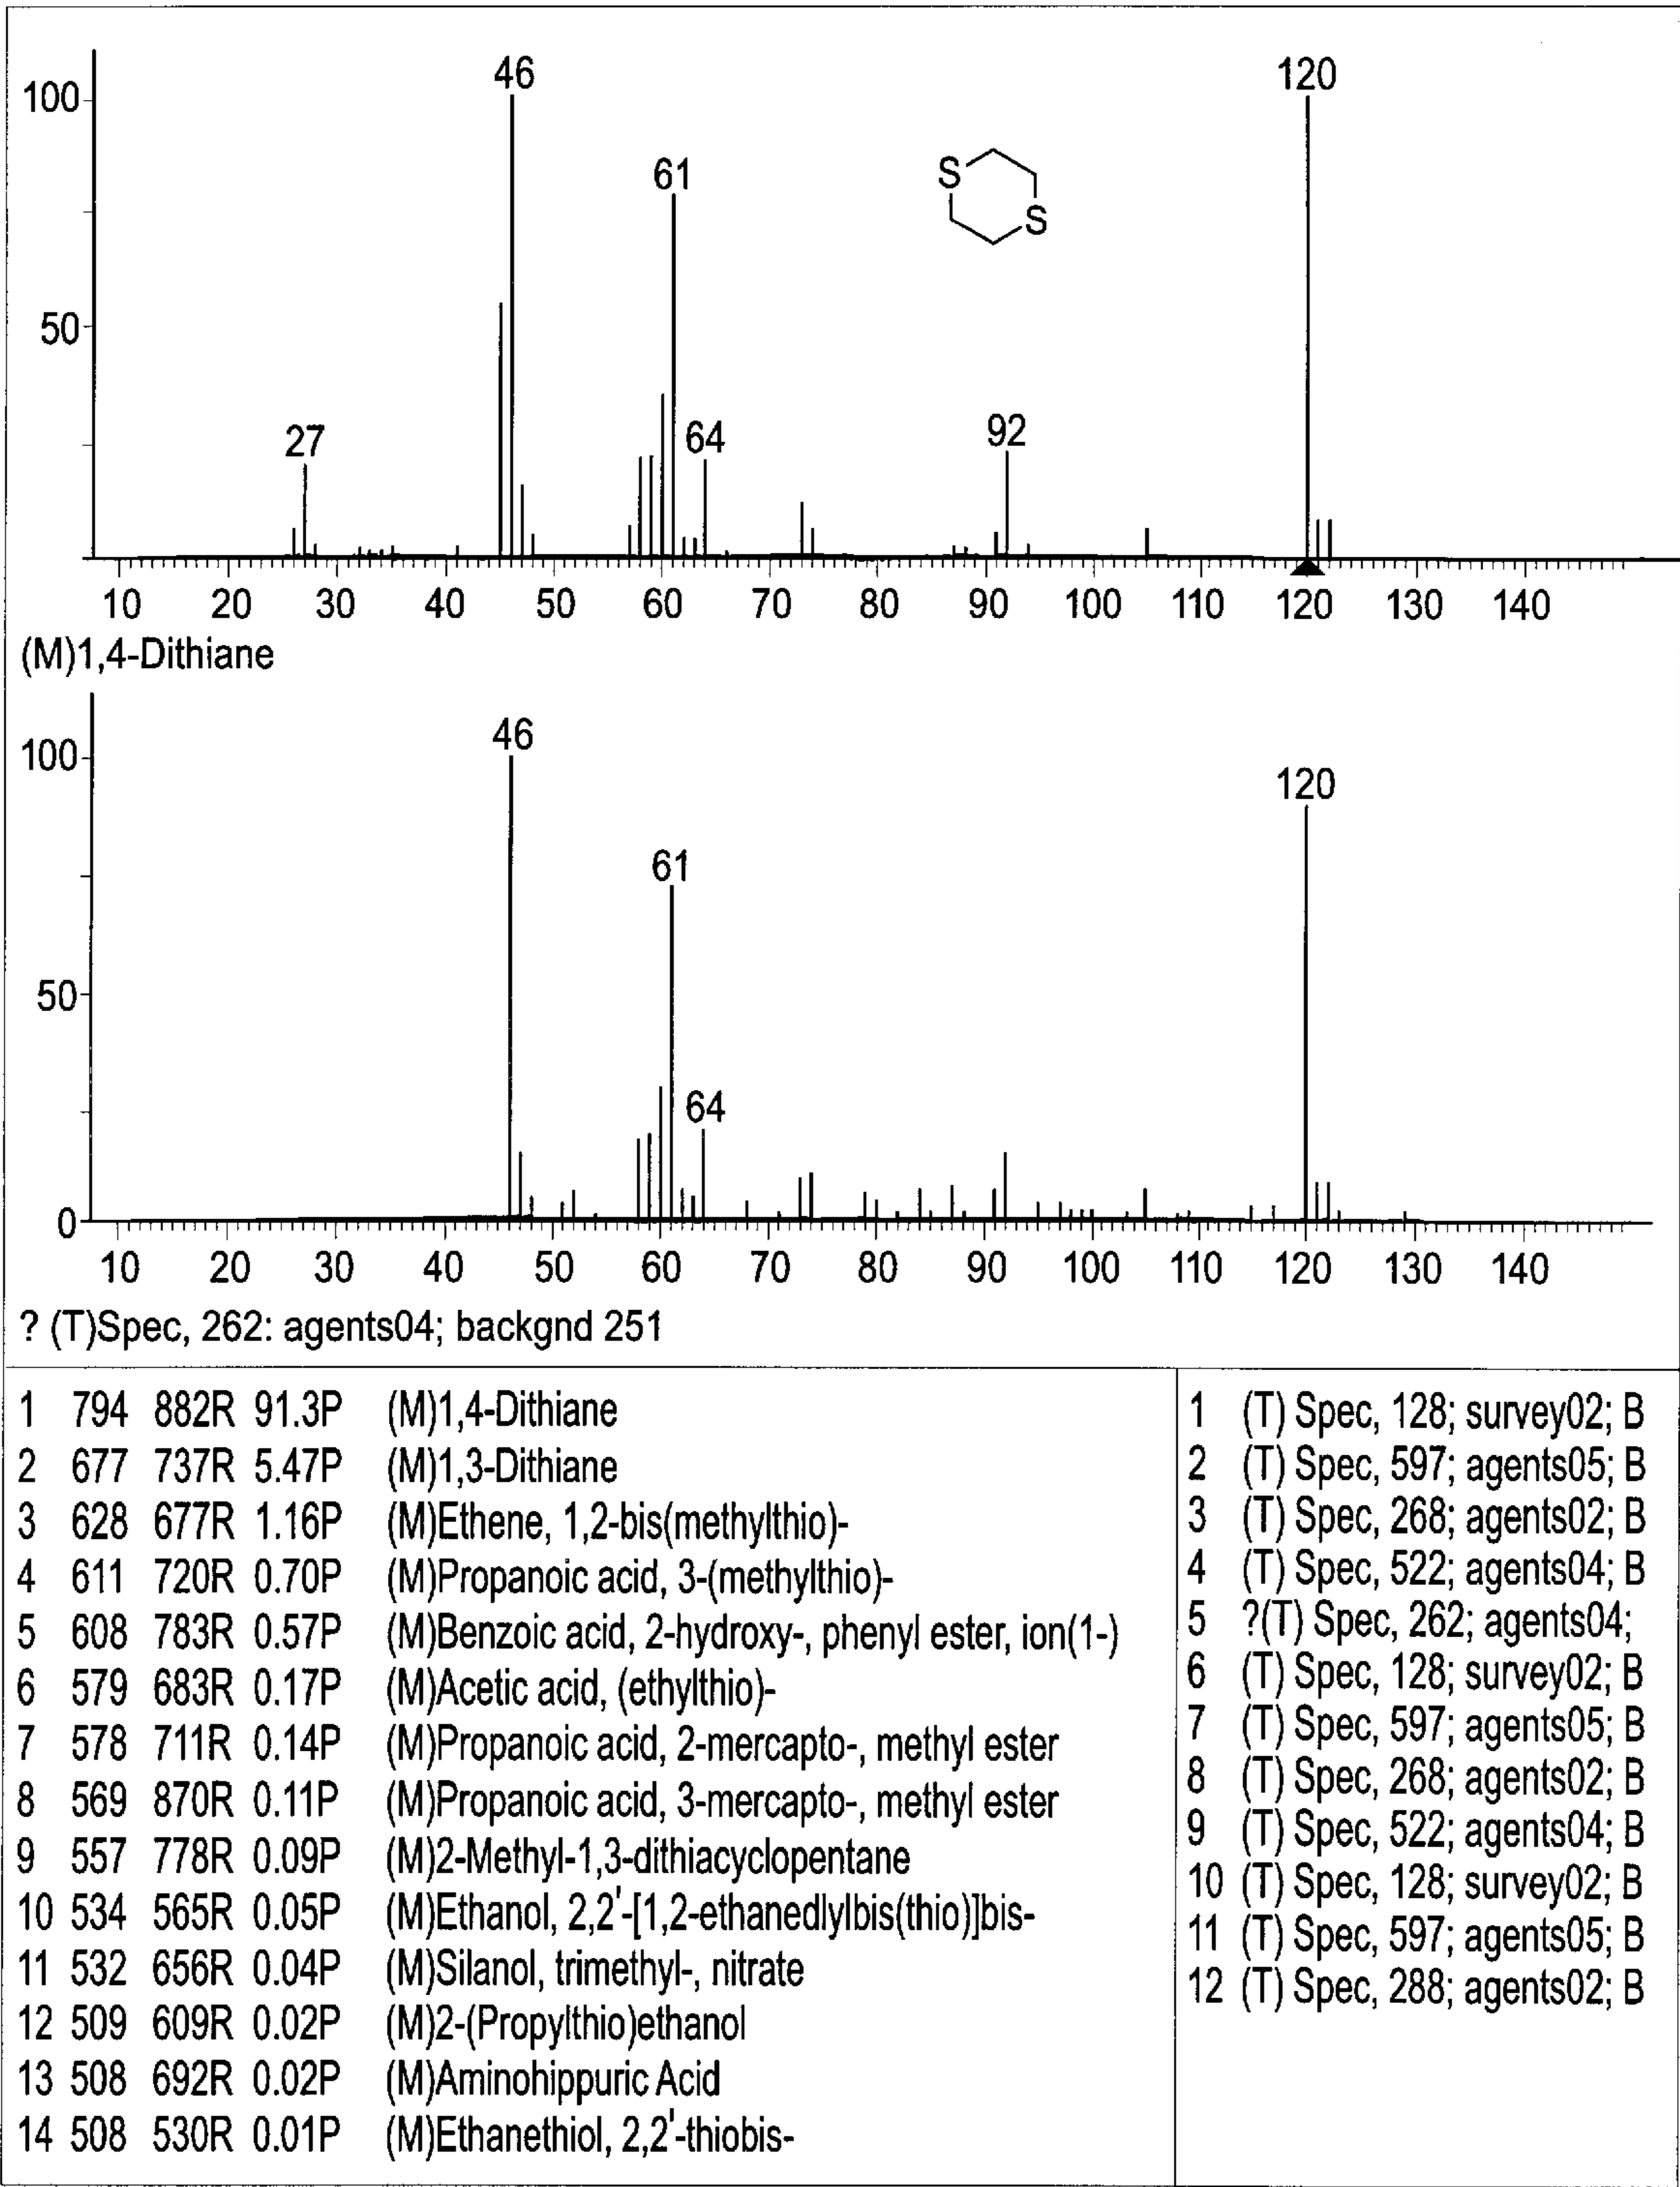 100
50
46
120
61
27
64
92
S
S
10 20 30 40 50 60 70 80 90 100 110 120 130 140
(M)1,4-Dithiane
100
50
0
46
120
61
64
10 20 30 40 50 60 70 80 90 100 110 120 130 140
? (T)Spec, 262: agents04; backgnd 251
1 794 882R 91.3P (M)1,4-Dithiane
2 677 737R 5.47P (M)1,3-Dithiane
3 628 677R 1.16P (M)Ethene, 1,2-bis(methylthio)-
4 611 720R 0.70P (M)Propanoic acid, 3-(methylthio)-
5 608 783R 0.57P (M)Benzoic acid, 2-hydroxy-, phenyl ester, ion(1-)
6 579 683R 0.17P (M)Acetic acid, (ethylthio)-
7 578 711R 0.14P (M)Propanoic acid, 2-mercapto-, methyl ester
8 569 870R 0.11P (M)Propanoic acid, 3-mercapto-, methyl ester
9 557 778R 0.09P (M)2-Methyl-1,3-dithiacyclopentane
10 534 565R 0.05P (M)Ethanol, 2,2'-[1,2-ethanedlylbis(thio)]bis-
11 532 656R 0.04P (M)Silanol, trimethyl-, nitrate
12 509 609R 0.02P (M)2-(Propylthio)ethanol
13 508 692R 0.02P (M)Aminohippuric Acid
14 508 530R 0.01P (M)Ethanethiol, 2,2'-thiobis-
1 (T) Spec, 128; survey02; B
2 (T) Spec, 597; agents05; B
3 (T) Spec, 268; agents02; B
4 (T) Spec, 522; agents04; B
5 ?(T) Spec, 262; agents04;
6 (T) Spec, 128; survey02; B
7 (T) Spec, 597; agents05; B
8 (T) Spec, 268; agents02; B
9 (T) Spec, 522; agents04; B
10 (T) Spec, 128; survey02; B
11 (T) Spec, 597; agents05; B
12 (T) Spec, 288; agents02; B